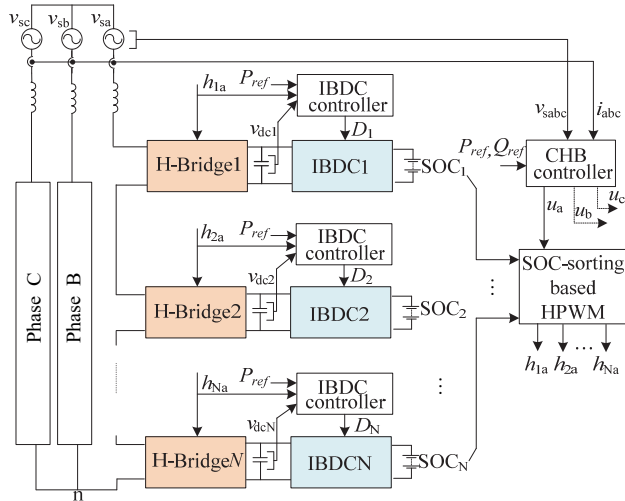 vsc vsb vsa
h1a Pref
IBDC
controller
vdc1
D1
H-Bridge1
IBDC1
SOC1
vsabc
iabc
Pref,Qref
CHB
controller
ua
ub
uc
Phase C
Phase B
h2a Pref
IBDC
controller
vdc2
D2
H-Bridge2
IBDC2
SOC2
SOC-sorting
based
HPWM
h1a h2a hNa
hNa Pref
IBDC
controller
vdcN
DN
H-BridgeN
IBDCN
SOCN
n